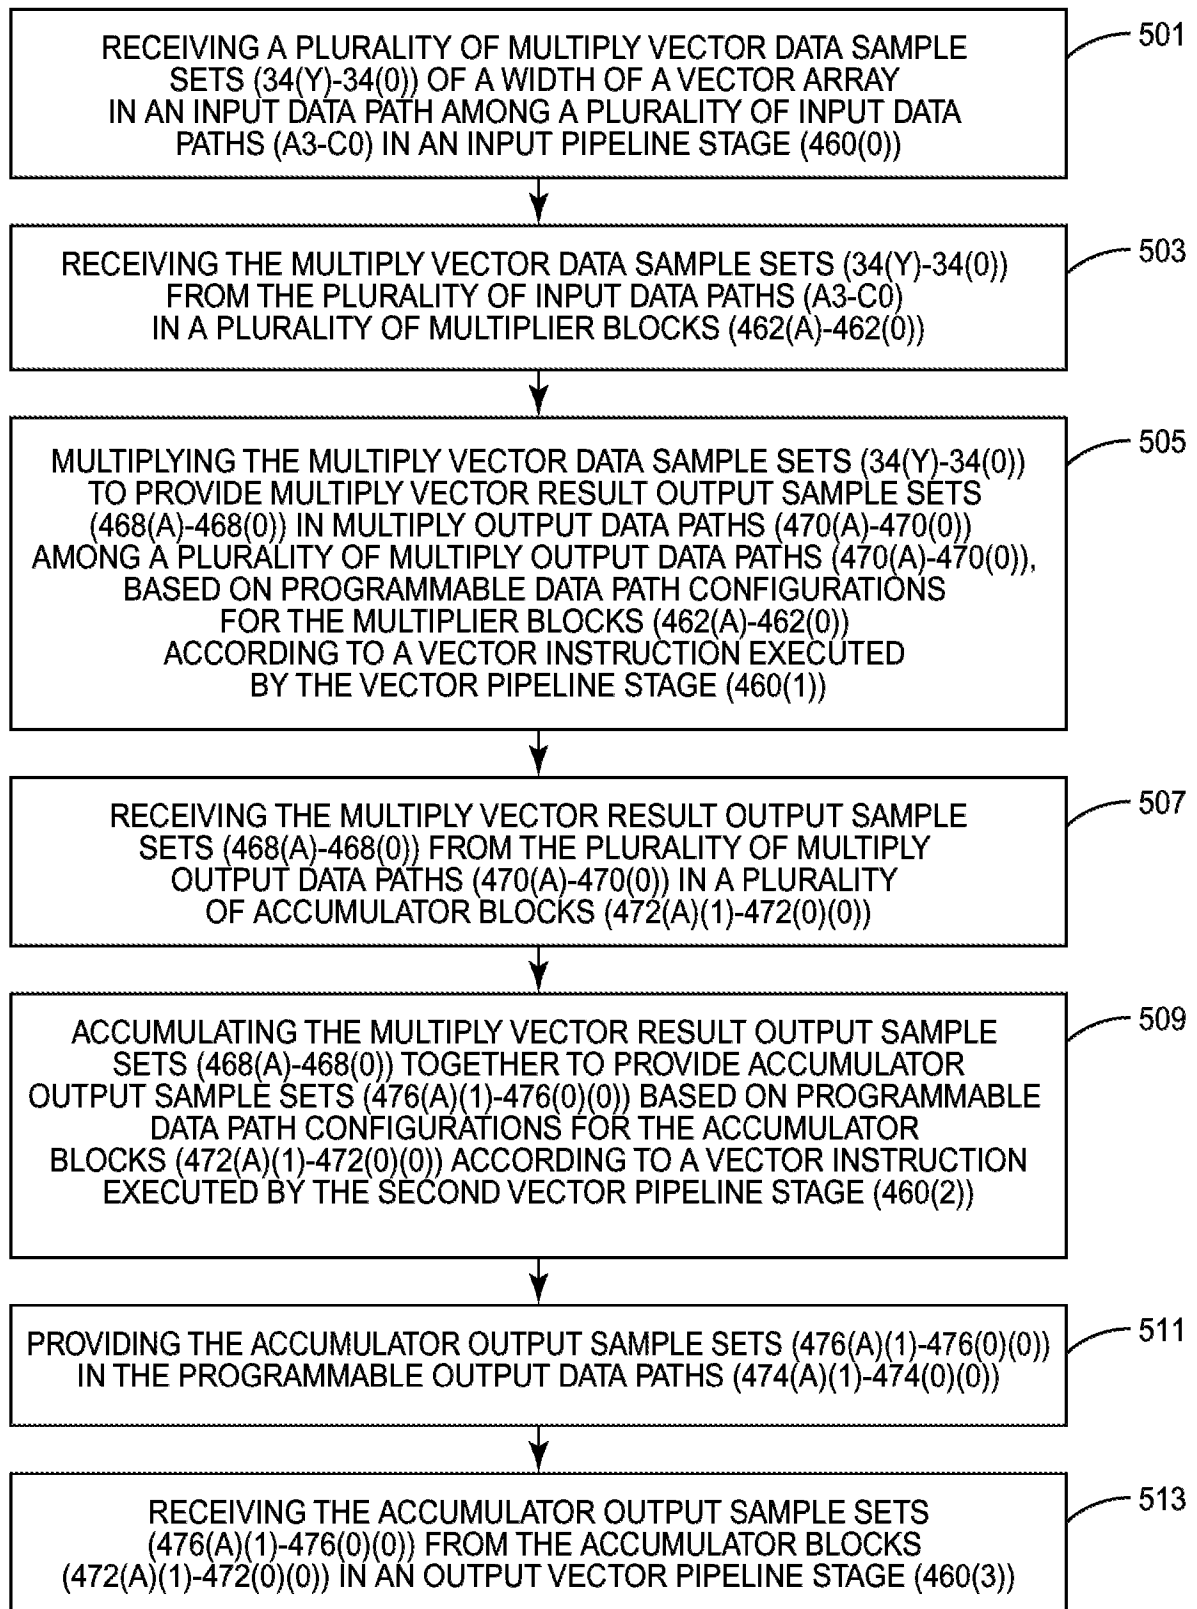 RECEIVING A PLURALITY OF MULTIPLY VECTOR DATA SAMPLE
SETS (34(Y)-34(0)) OF A WIDTH OF A VECTOR ARRAY
IN AN INPUT DATA PATH AMONG A PLURALITY OF INPUT DATA
PATHS (A3-C0) IN AN INPUT PIPELINE STAGE (460(0))
501
RECEIVING THE MULTIPLY VECTOR DATA SAMPLE SETS (34(Y)-34(0))
FROM THE PLURALITY OF INPUT DATA PATHS (A3-C0)
IN A PLURALITY OF MULTIPLIER BLOCKS (462(A)-462(0))
503
MULTIPLYING THE MULTIPLY VECTOR DATA SAMPLE SETS (34(Y)-34(0))
TO PROVIDE MULTIPLY VECTOR RESULT OUTPUT SAMPLE SETS
(468(A)-468(0)) IN MULTIPLY OUTPUT DATA PATHS (470(A)-470(0))
AMONG A PLURALITY OF MULTIPLY OUTPUT DATA PATHS (470(A)-470(0)),
BASED ON PROGRAMMABLE DATA PATH CONFIGURATIONS
FOR THE MULTIPLIER BLOCKS (462(A)-462(0))
ACCORDING TO A VECTOR INSTRUCTION EXECUTED
BY THE VECTOR PIPELINE STAGE (460(1))
505
RECEIVING THE MULTIPLY VECTOR RESULT OUTPUT SAMPLE
SETS (468(A)-468(0)) FROM THE PLURALITY OF MULTIPLY
OUTPUT DATA PATHS (470(A)-470(0)) IN A PLURALITY
OF ACCUMULATOR BLOCKS (472(A)(1)-472(0)(0))
507
ACCUMULATING THE MULTIPLY VECTOR RESULT OUTPUT SAMPLE
SETS (468(A)-468(0)) TOGETHER TO PROVIDE ACCUMULATOR
OUTPUT SAMPLE SETS (476(A)(1)-476(0)(0)) BASED ON PROGRAMMABLE
DATA PATH CONFIGURATIONS FOR THE ACCUMULATOR
BLOCKS (472(A)(1)-472(0)(0)) ACCORDING TO A VECTOR INSTRUCTION
EXECUTED BY THE SECOND VECTOR PIPELINE STAGE (460(2))
509
PROVIDING THE ACCUMULATOR OUTPUT SAMPLE SETS (476(A)(1)-476(0)(0))
IN THE PROGRAMMABLE OUTPUT DATA PATHS (474(A)(1)-474(0)(0))
511
RECEIVING THE ACCUMULATOR OUTPUT SAMPLE SETS
(476(A)(1)-476(0)(0)) FROM THE ACCUMULATOR BLOCKS
(472(A)(1)-472(0)(0)) IN AN OUTPUT VECTOR PIPELINE STAGE (460(3))
513